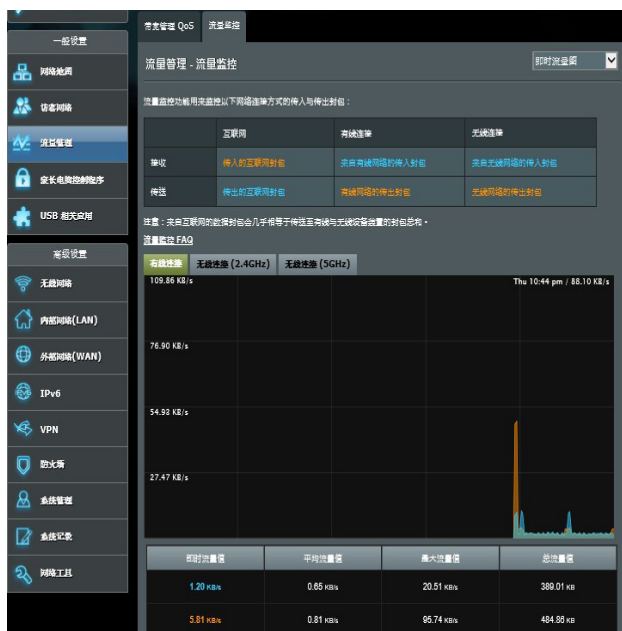 一般设置
网络地图
访客网络
流量管理
家长电脑控制程序
USB 相关应用
高级设置
无线网络
内部网络(LAN)
外部网络(WAN)
IPv6
VPN
防火墙
系统管理
系统记录
网络工具
带宽管理 QoS 流量监控
流量管理 - 流量监控
即时流量图
流量监控功能用来监控以下网络连接方式的传入与传出封包：
互联网 有线连接 无线连接
接收 传入的互联网封包 来自有线网络的传入封包 来自无线网络的传入封包
传送 传出的互联网封包 有线网络的传出封包 无线网络的传出封包
注意：来自互联网的数据封包会几乎相等于传送至有线与无线设备装置的封包总和。
流量监控 FAQ
有线连接 无线连接 (2.4GHz) 无线连接 (5GHz)
109.86 KB/s Thu 10:44 pm / 88.10 KB/s
76.90 KB/s
54.93 KB/s
27.47 KB/s
即时流量值 平均流量值 最大流量值 总流量值
1.20 KB/s 0.65 KB/s 20.51 KB/s 389.01 KB
5.81 KB/s 0.81 KB/s 95.74 KB/s 484.86 KB